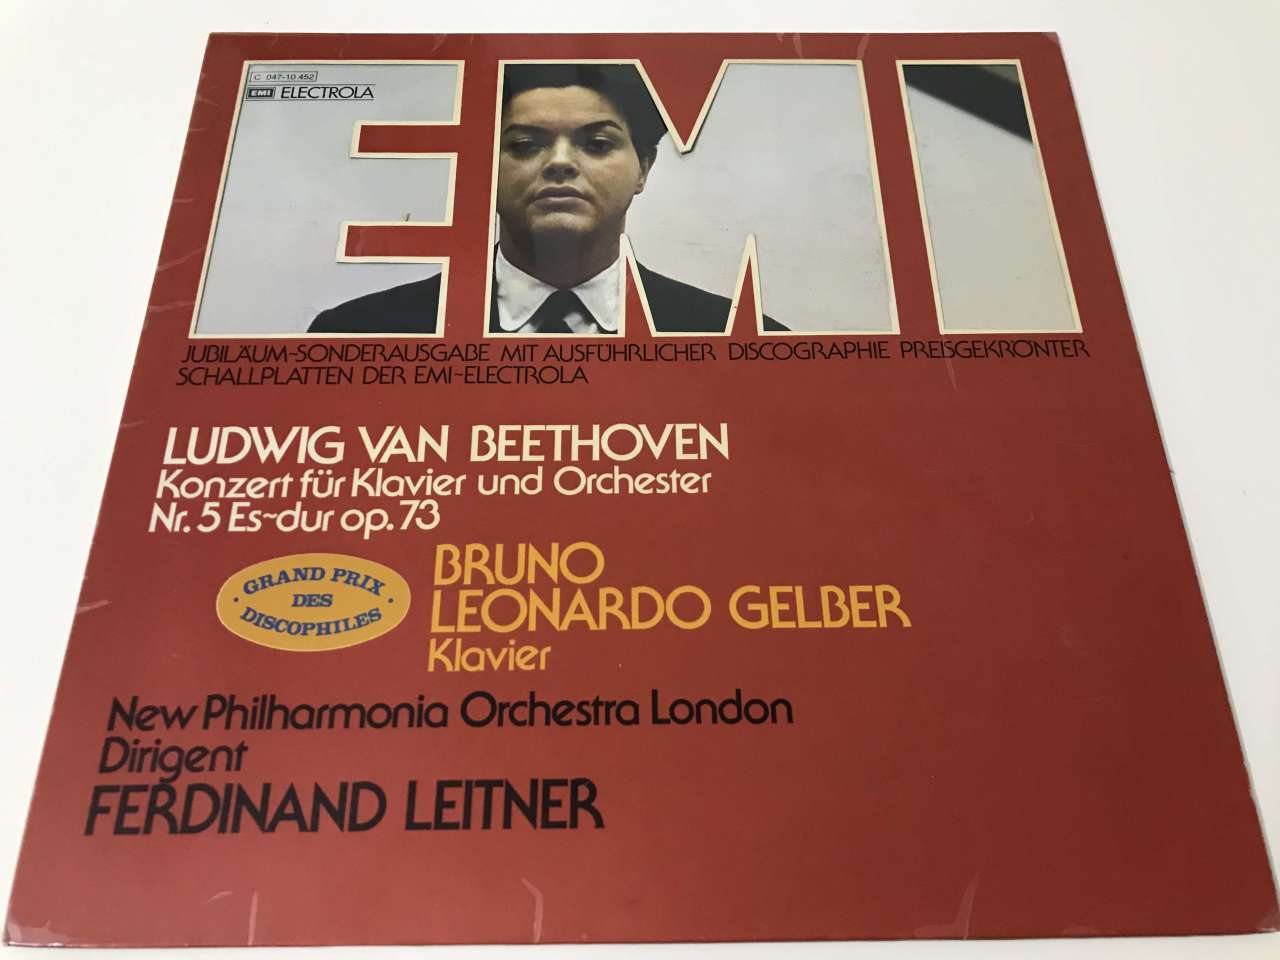 EMI
C 047-10 452
EMI ELECTROLA
JUBILÄUM~SONDERAUSGABE MIT AUSFÜHRLICHER DISCOGRAPHIE PREISGEKRÖNTER
SCHALLPLATTEN DER EMI~ELECTROLA
LUDWIG VAN BEETHOVEN
Konzert für Klavier und Orchester
Nr. 5 Es~dur op. 73
GRAND PRIX
DES
DISCOPHILES
BRUNO
LEONARDO GELBER
Klavier
New Philharmonia Orchestra London
Dirigent
FERDINAND LEITNER